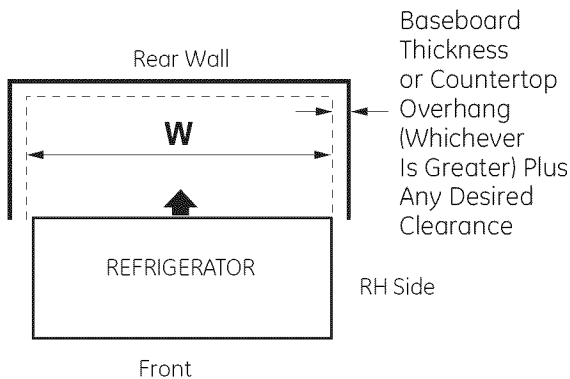 Rear Wall
Baseboard
Thickness
or Countertop
Overhang
(Whichever
Is Greater) Plus
Any Desired
Clearance
W
REFRIGERATOR
RH Side
Front